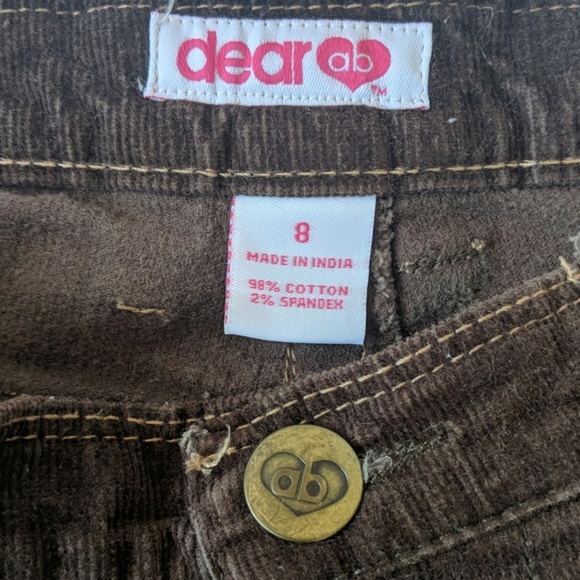 dear ab
TM
8
MADE IN INDIA
98% COTTON
2% SPANDEX
ab